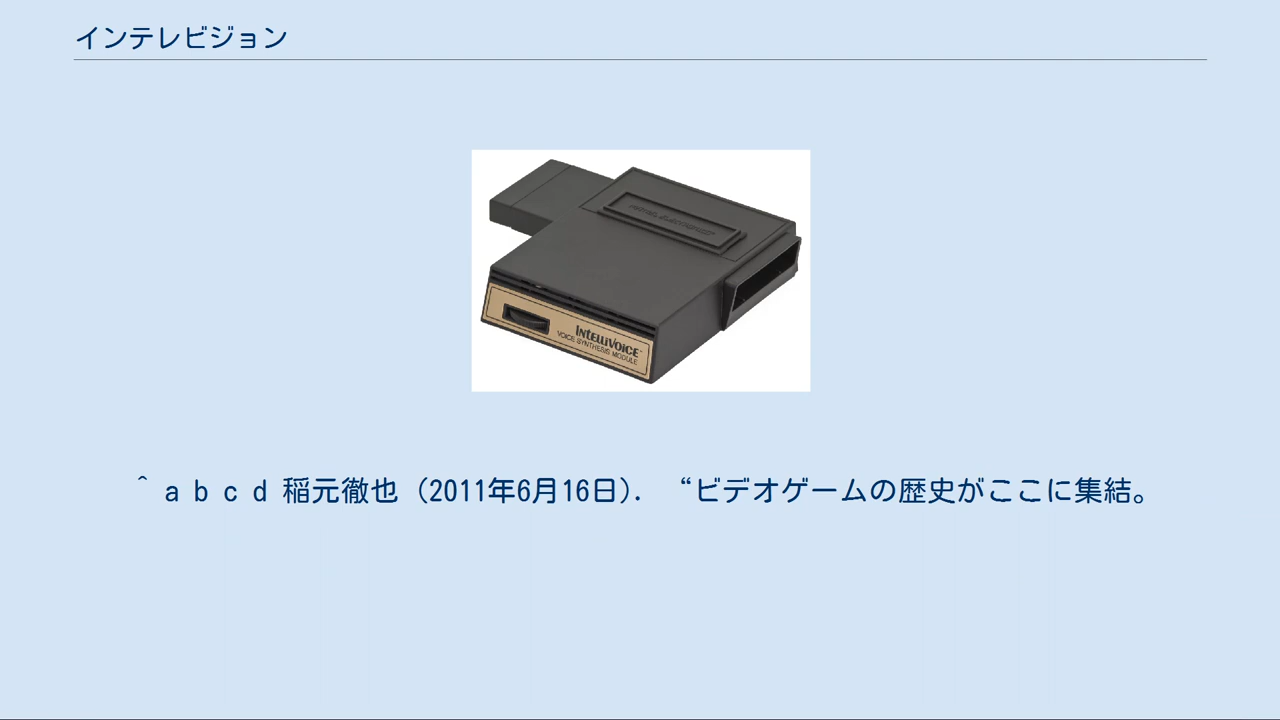 インテレビジョン
INTELLIVOICE
VOICE SYNTHESIS MODULE
^ a b c d 稲元徹也 (2011年6月16日). “ビデオゲームの歴史がここに集結。